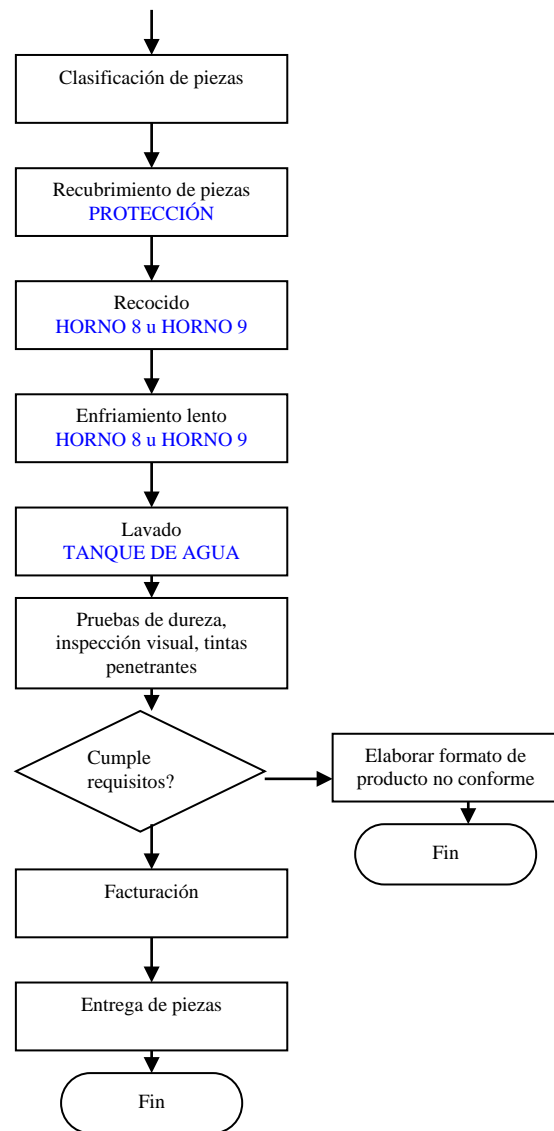 Clasificación de piezas
Recubrimiento de piezas
PROTECCIÓN
Recocido
HORNO 8 u HORNO 9
Enfriamiento lento
HORNO 8 u HORNO 9
Lavado
TANQUE DE AGUA
Pruebas de dureza,
inspección visual, tintas
penetrantes
Cumple
requisitos?
Elaborar formato de
producto no conforme
Fin
Facturación
Entrega de piezas
Fin